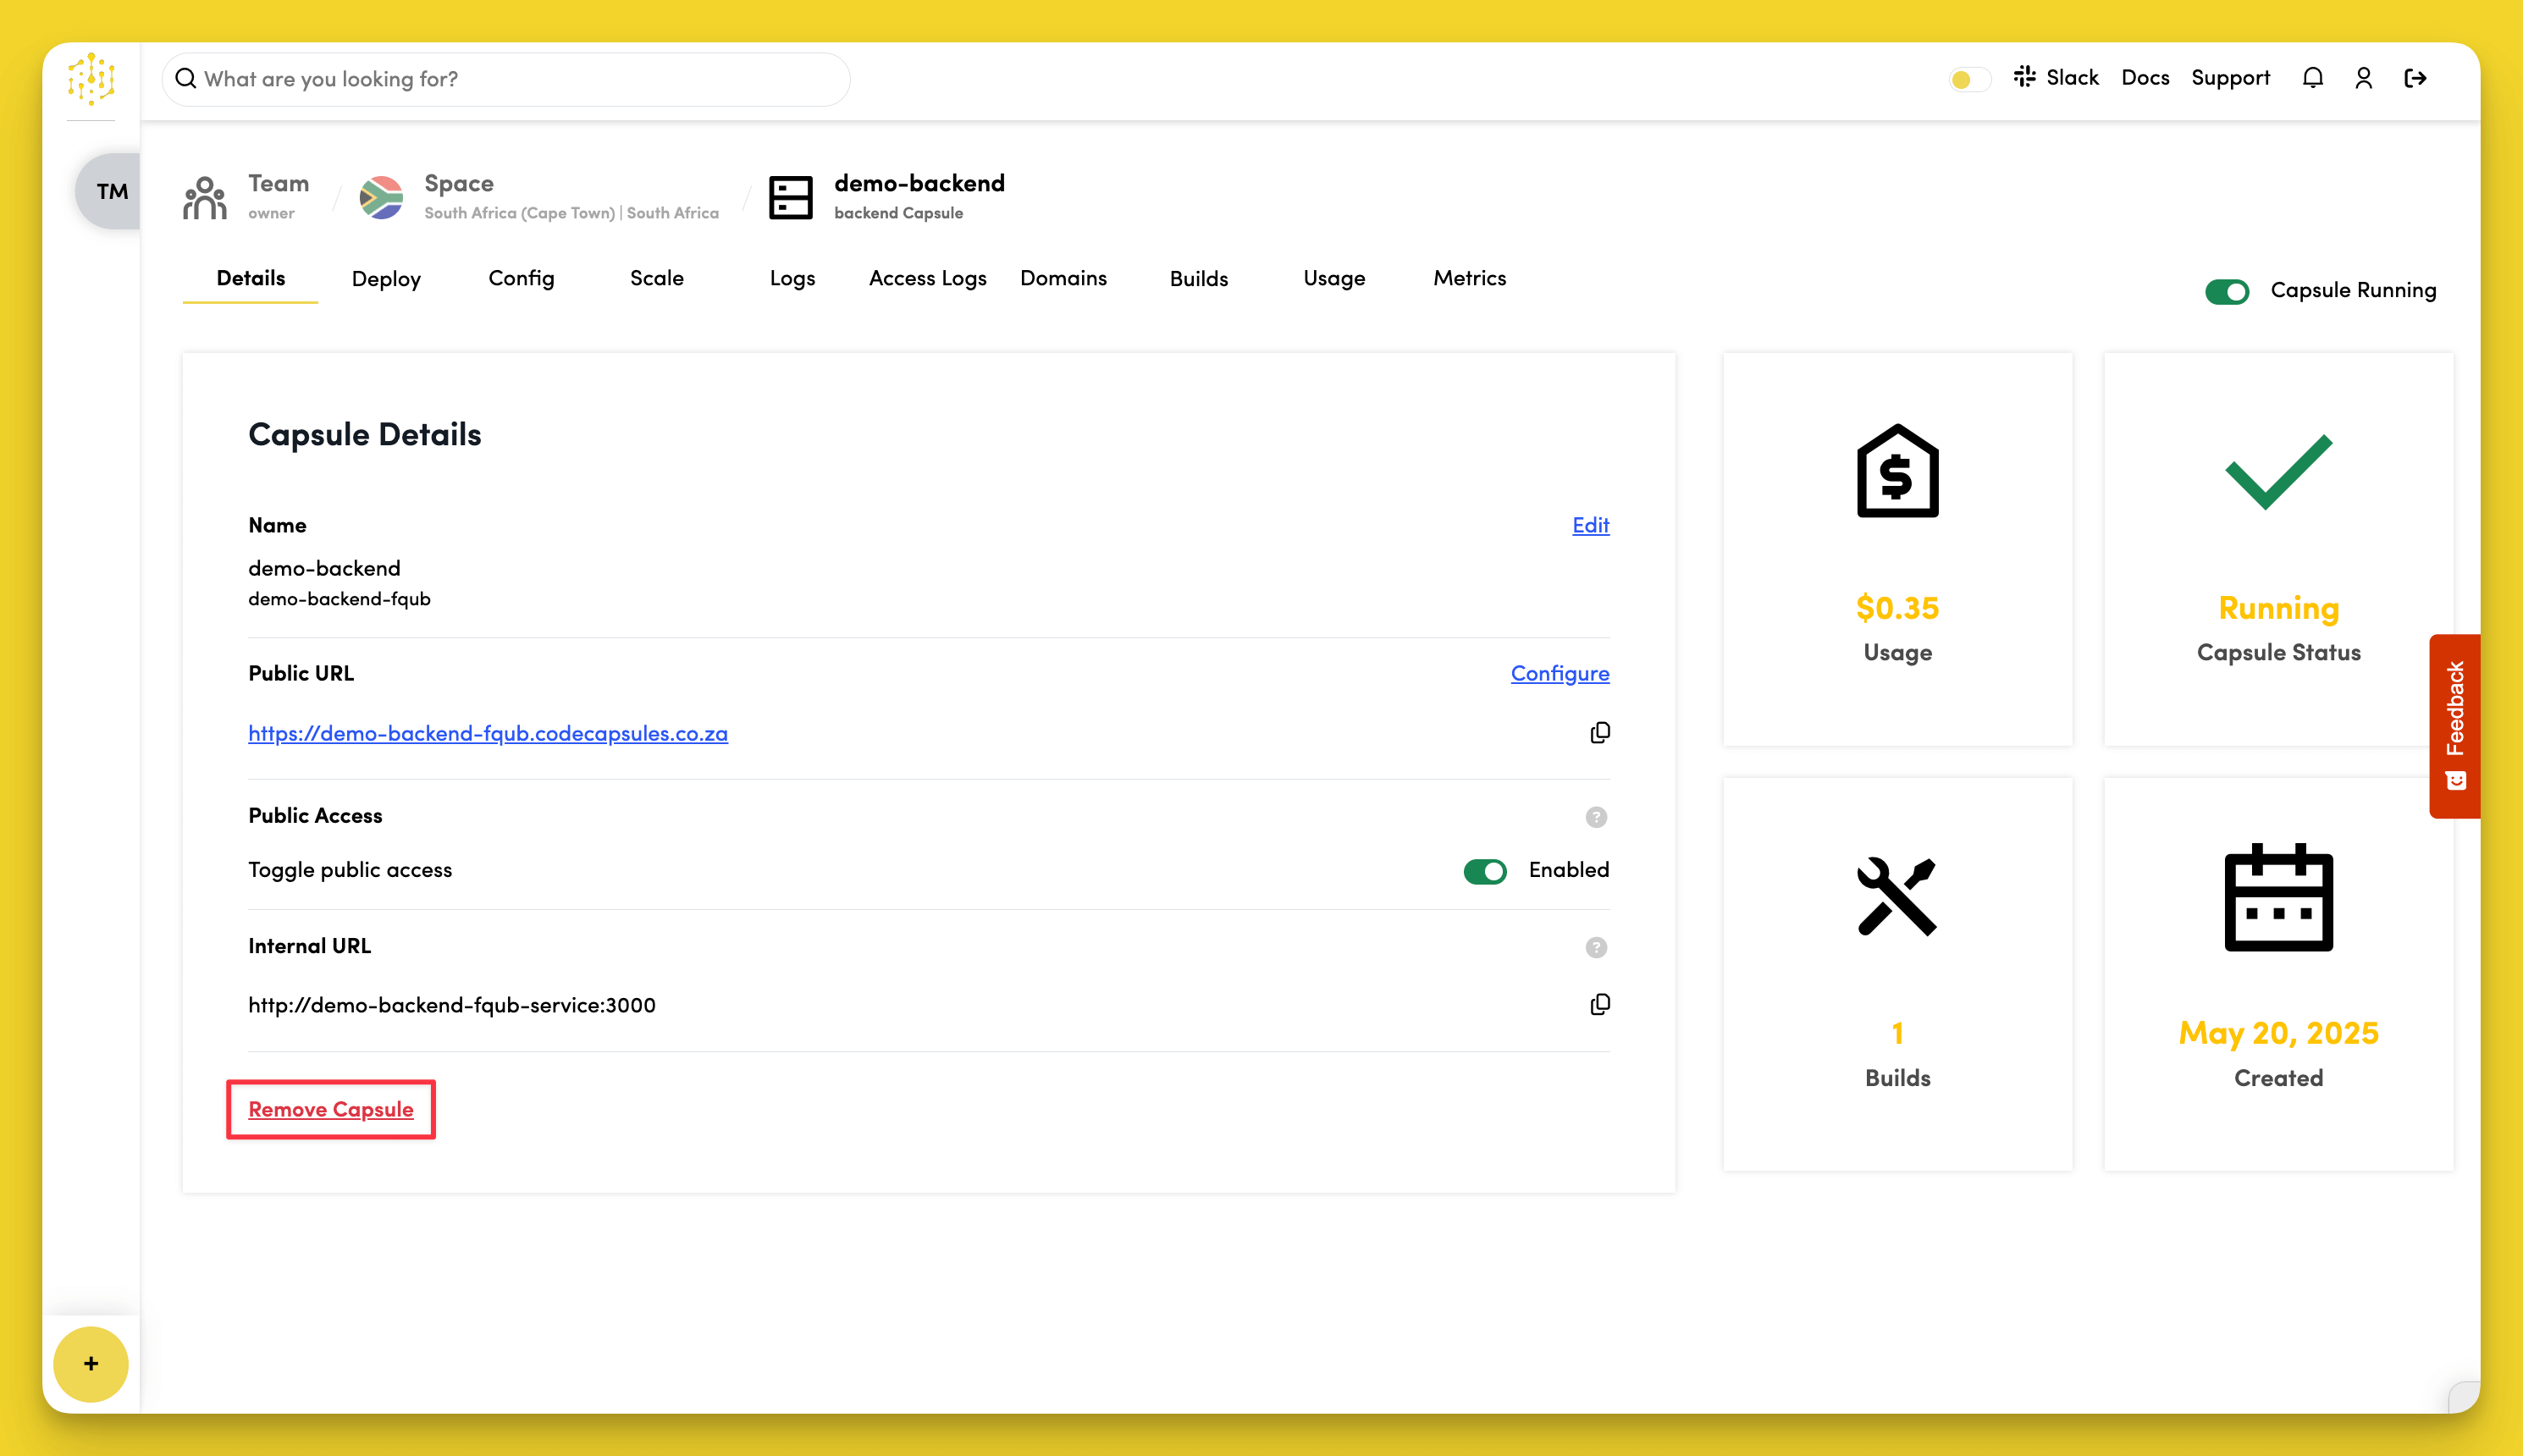 What are you looking for?
Slack
Docs
Support
TM
Team
owner
Space
South Africa (Cape Town) | South Africa
demo-backend
backend Capsule
Details
Deploy
Config
Scale
Logs
Access Logs
Domains
Builds
Usage
Metrics
Capsule Running
Capsule Details
Name
Edit
demo-backend
demo-backend-fqub
Public URL
Configure
https://demo-backend-fqub.codecapsules.co.za
Public Access
?
Toggle public access
Enabled
Internal URL
?
http://demo-backend-fqub-service:3000
Remove Capsule
$
$0.35
Usage
Running
Capsule Status
1
Builds
May 20, 2025
Created
Feedback
+